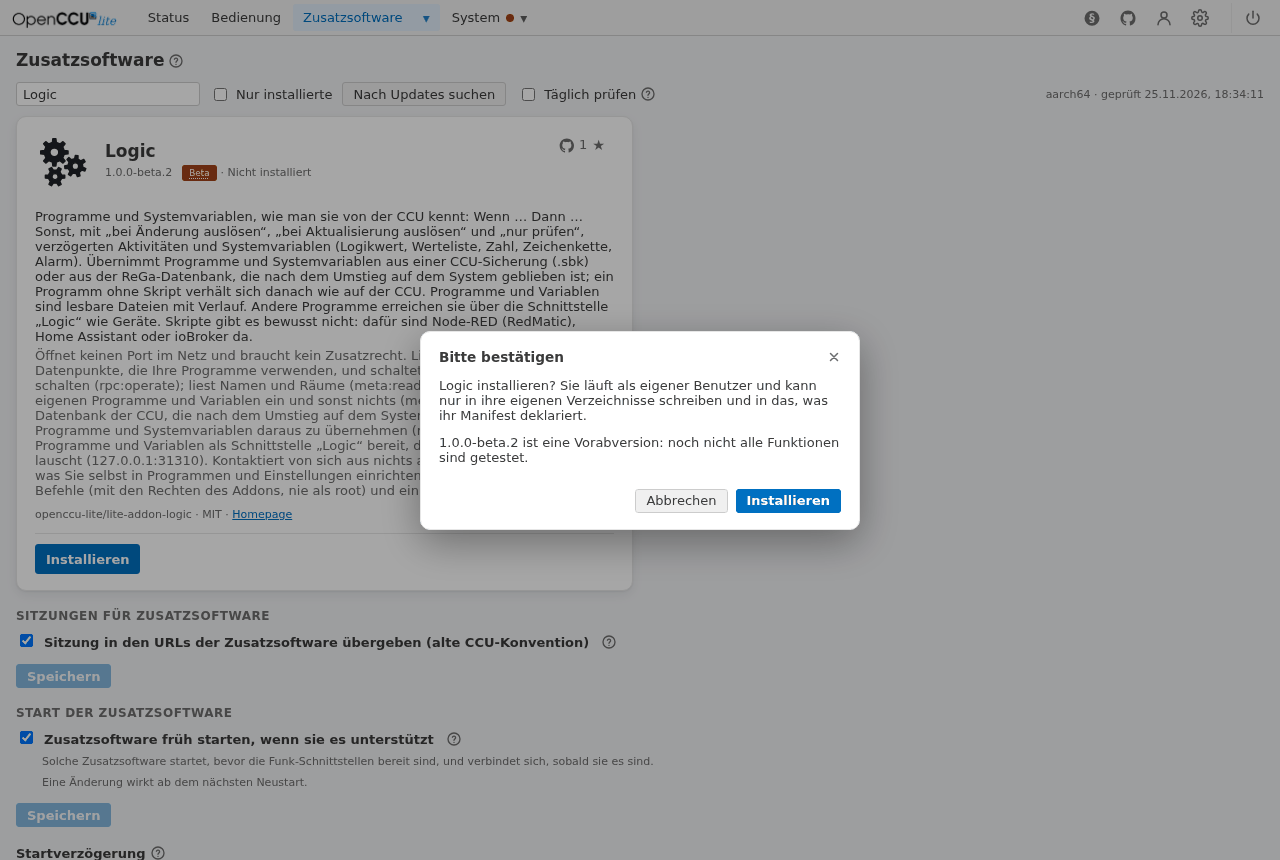 OpenCCU lite
Status
Bedienung
Zusatzsoftware ▼
System ▼
Zusatzsoftware
Logic
Nur installierte
Nach Updates suchen
Täglich prüfen
aarch64 · geprüft 25.11.2026, 18:34:11
Logic
1 ★
1.0.0-beta.2 Beta · Nicht installiert
Programme und Systemvariablen, wie man sie von der CCU kennt: Wenn … Dann …
Sonst, mit „bei Änderung auslösen“, „bei Aktualisierung auslösen“ und „nur prüfen“,
verzögerten Aktivitäten und Systemvariablen (Logikwert, Werteliste, Zahl, Zeichenkette,
Alarm). Übernimmt Programme und Systemvariablen aus einer CCU-Sicherung (.sbk)
oder aus der ReGa-Datenbank, die nach dem Umstieg auf dem System geblieben ist; ein
Programm ohne Skript verhält sich danach wie auf der CCU. Programme und Variablen
sind lesbare Dateien mit Verlauf. Andere Programme erreichen sie über die Schnittstelle
„Logic“ wie Geräte. Skripte gibt es bewusst nicht: dafür sind Node-RED (RedMatic),
Home Assistant oder ioBroker da.
Öffnet keinen Port im Netz und braucht kein Zusatzrecht.
Datenpunkte, die Ihre Programme verwenden, und schaltet
schalten (rpc:operate); liest Namen und Räume (meta:read
eigenen Programme und Variablen ein und sonst nichts
Datenbank der CCU, die nach dem Umstieg auf dem System
Programme und Systemvariablen daraus zu übernehmen
Programme und Variablen als Schnittstelle „Logic“ bereit,
lauscht (127.0.0.1:31310). Kontaktiert von sich aus nichts
was Sie selbst in Programmen und Einstellungen einrichten
Befehle (mit den Rechten des Addons, nie als root) und
openccu-lite/lite-addon-logic · MIT · Homepage
Installieren
Bitte bestätigen
Logic installieren? Sie läuft als eigener Benutzer und kann
nur in ihre eigenen Verzeichnisse schreiben und in das, was
ihr Manifest deklariert.
1.0.0-beta.2 ist eine Vorabversion: noch nicht alle Funktionen
sind getestet.
Abbrechen
Installieren
SITZUNGEN FÜR ZUSATZSOFTWARE
Sitzung in den URLs der Zusatzsoftware übergeben (alte CCU-Konvention)
Speichern
START DER ZUSATZSOFTWARE
Zusatzsoftware früh starten, wenn sie es unterstützt
Solche Zusatzsoftware startet, bevor die Funk-Schnittstellen bereit sind, und verbindet sich, sobald sie es sind.
Eine Änderung wirkt ab dem nächsten Neustart.
Speichern
Startverzögerung